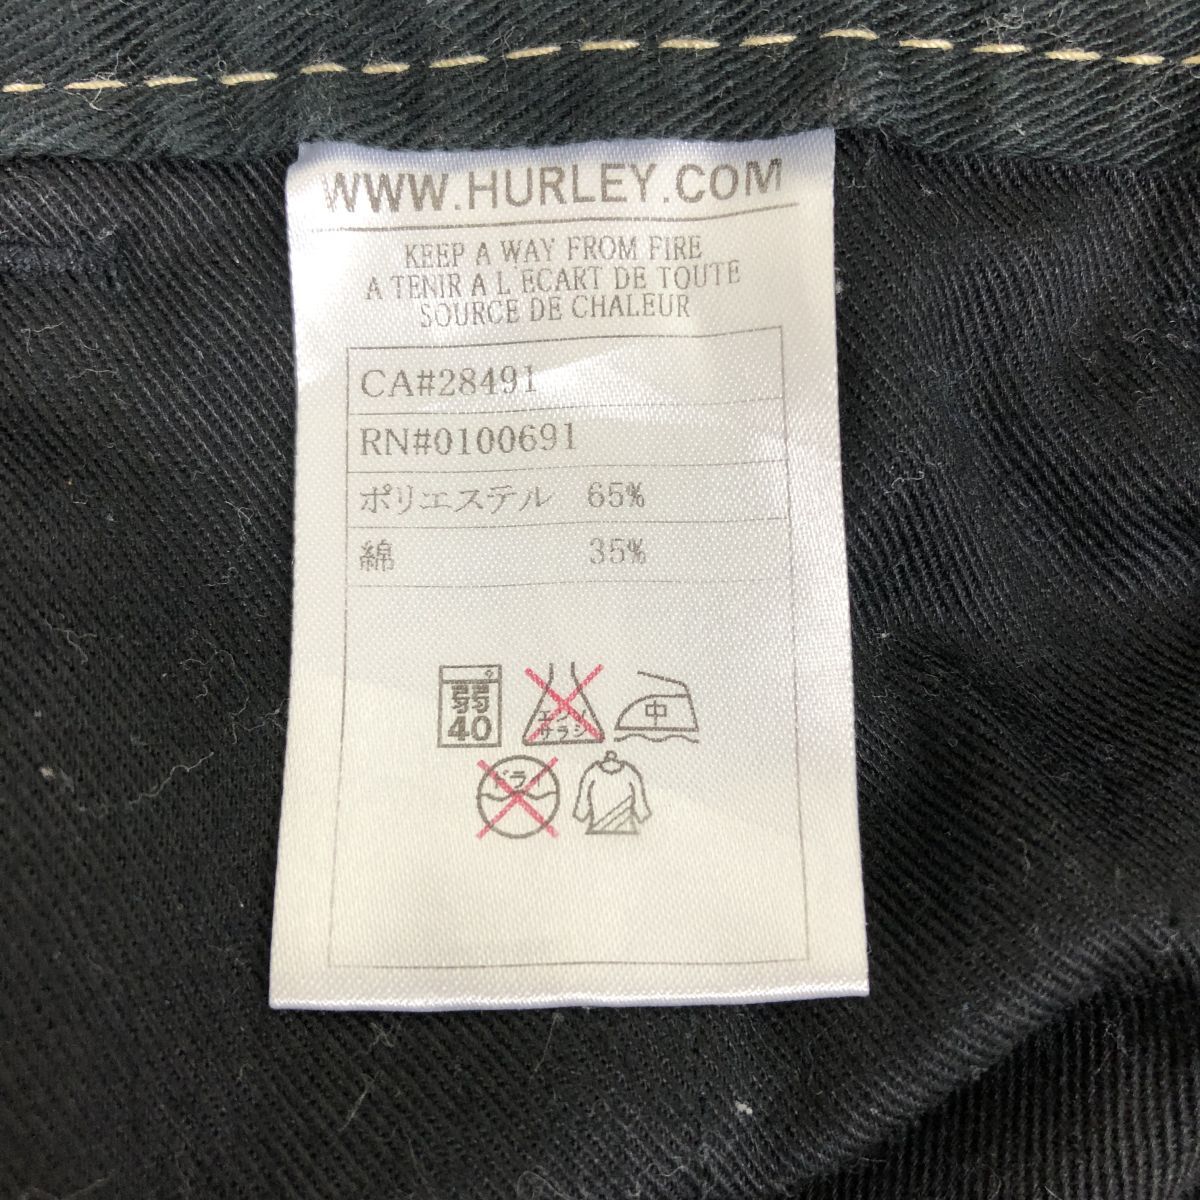 WWW.HURLEY.COM
KEEP A WAY FROM FIRE
A TENIR A L ECART DE TOUTE
SOURCE DE CHALEUR
CA#28491
RN#0100691
ポリエステル 65%
綿 35%
弱 エンソ 中
40 サラシ
ドラ